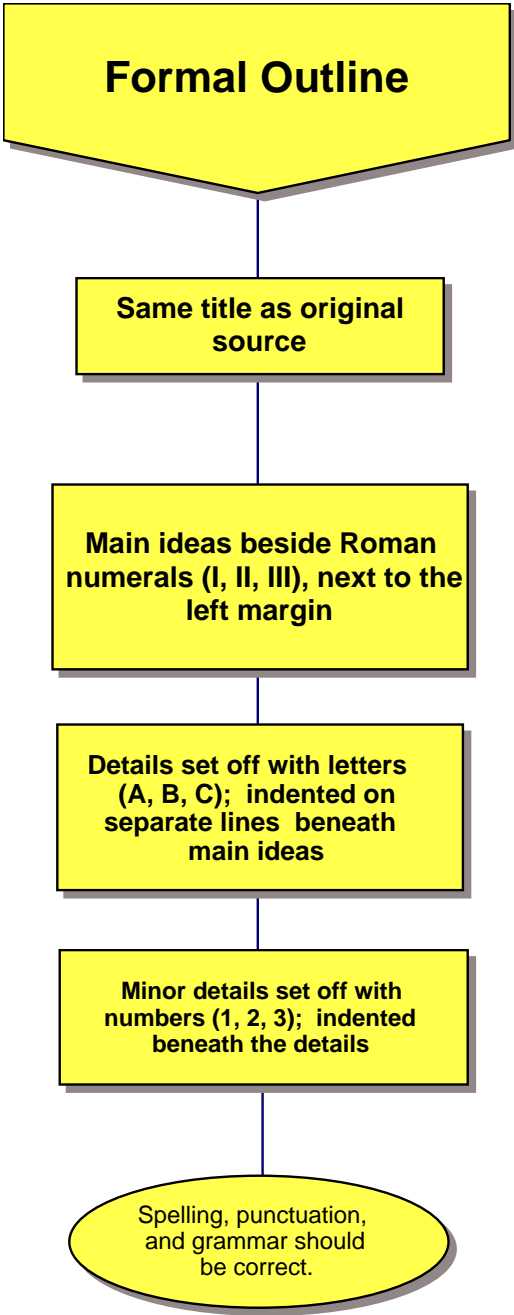 Formal Outline
Same title as original
source
Main ideas beside Roman
numerals (I, II, III), next to the
left margin
Details set off with letters
(A, B, C); indented on
separate lines beneath
main ideas
Minor details set off with
numbers (1, 2, 3); indented
beneath the details
Spelling, punctuation,
and grammar should
be correct.